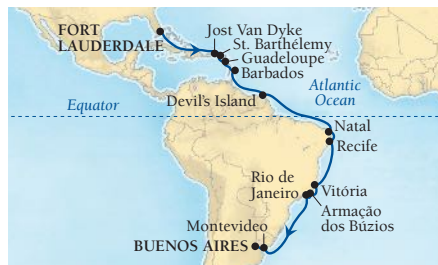 FORT
LAUDERDALE
Jost Van Dyke
St. Barthélemy
Guadeloupe
Barbados
Atlantic
Ocean
Devil's Island
Equator
Natal
Recife
Rio de
Janeiro
Vitória
Armação
dos Búzios
Montevideo
BUENOS AIRES